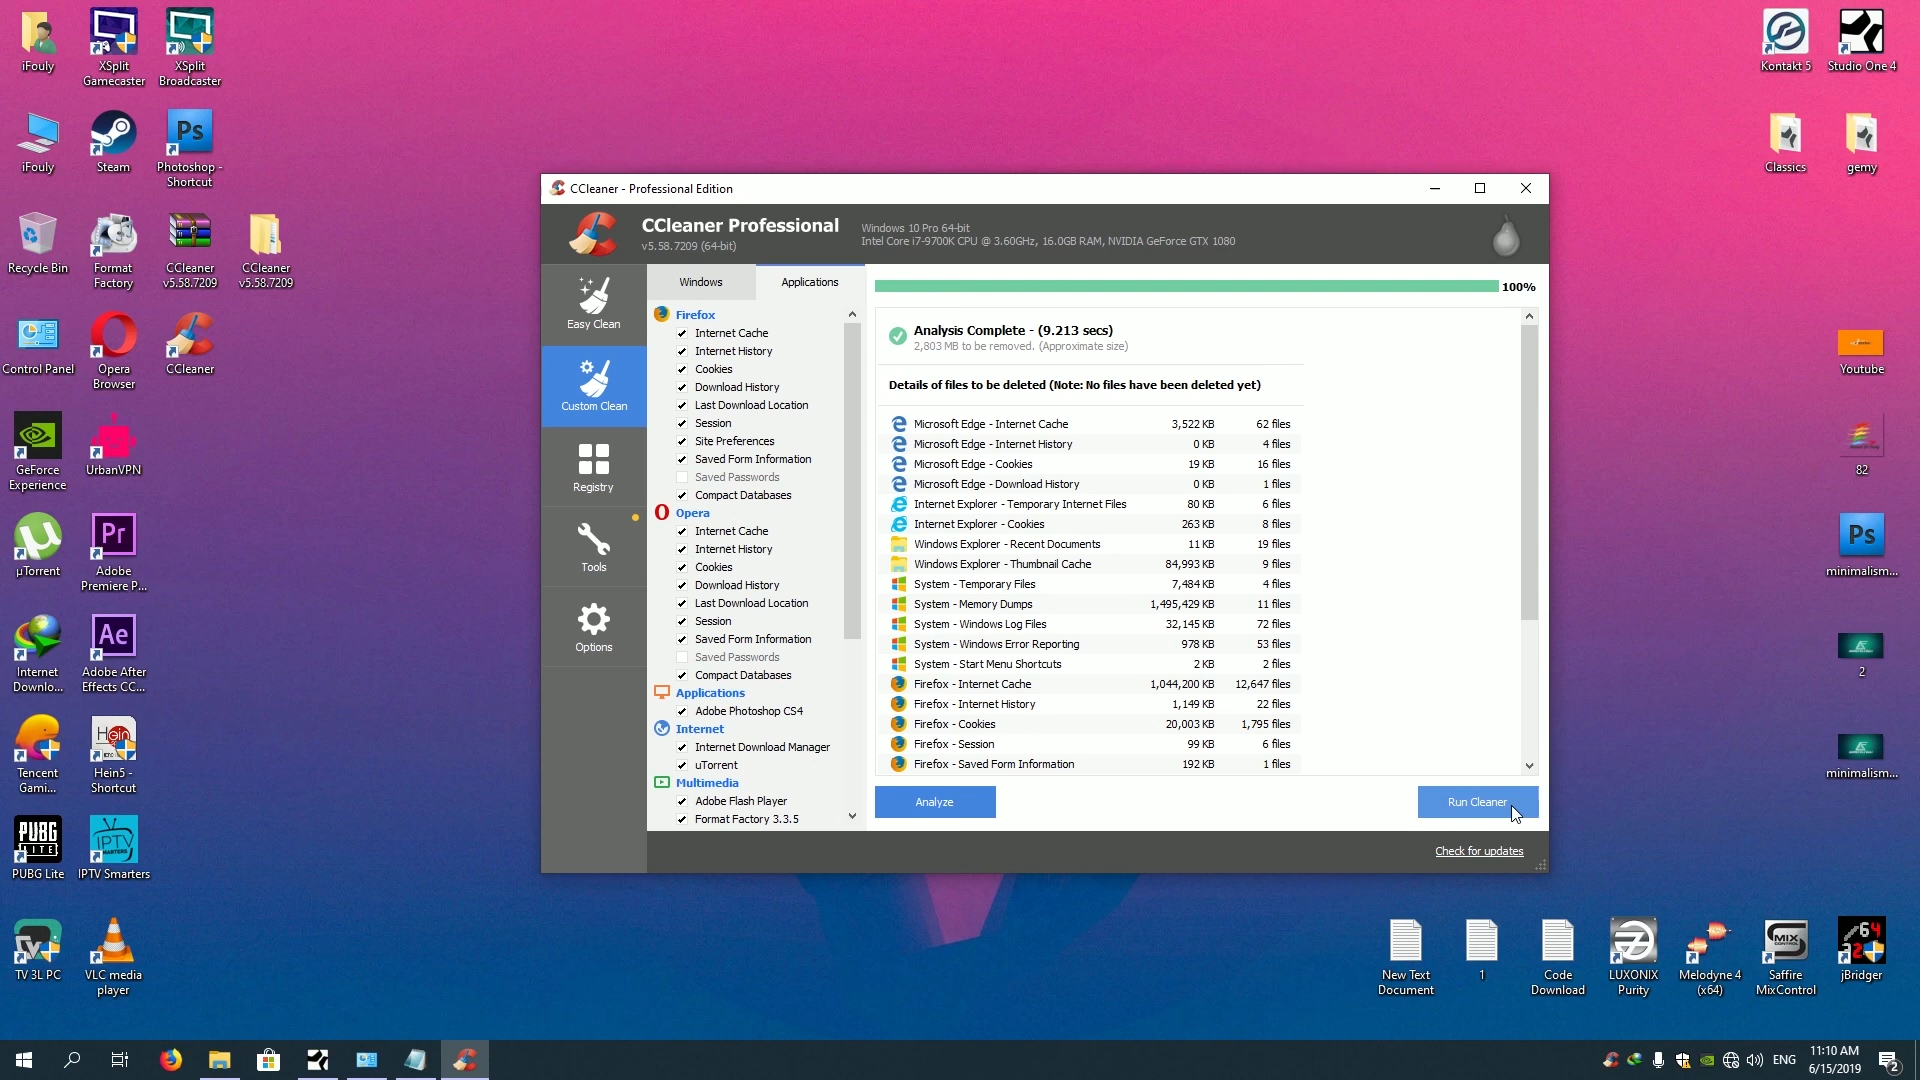 iFouly
XSplit
Gamecaster
XSplit
Broadcaster
Kontakt 5
Studio One 4
iFouly
Steam
Ps
Photoshop -
Shortcut
Classics
gemy
Recycle Bin
Format
Factory
CCleaner
v5.58.7209
CCleaner
v5.58.7209
Control Panel
Opera
Browser
CCleaner
Youtube
GeForce
Experience
UrbanVPN
82
µTorrent
Pr
Adobe
Premiere P...
Ps
minimalism...
Internet
Downlo...
Ae
Adobe After
Effects CC...
2
Tencent
Gami...
Hein
Hein5 -
Shortcut
minimalism...
PUBG
LITE
PUBG Lite
IPTV
SMARTERS
IPTV Smarters
TV 3L PC
VLC media
player
New Text
Document
1
Code
Download
LUXONIX
Purity
Melodyne 4
(x64)
MIX
CONTROL
Saffire
MixControl
64
32
jBridger
CCleaner - Professional Edition
CCleaner Professional
v5.58.7209 (64-bit)
Windows 10 Pro 64-bit
Intel Core i7-9700K CPU @ 3.60GHz, 16.0GB RAM, NVIDIA GeForce GTX 1080
Easy Clean
Custom Clean
Registry
Tools
Options
Windows
Applications
Firefox
Internet Cache
Internet History
Cookies
Download History
Last Download Location
Session
Site Preferences
Saved Form Information
Saved Passwords
Compact Databases
Opera
Internet Cache
Internet History
Cookies
Download History
Last Download Location
Session
Saved Form Information
Saved Passwords
Compact Databases
Applications
Adobe Photoshop CS4
Internet
Internet Download Manager
uTorrent
Multimedia
Adobe Flash Player
Format Factory 3.3.5
100%
Analysis Complete - (9.213 secs)
2,803 MB to be removed. (Approximate size)
Details of files to be deleted (Note: No files have been deleted yet)
Microsoft Edge - Internet Cache 3,522 KB 62 files
Microsoft Edge - Internet History 0 KB 4 files
Microsoft Edge - Cookies 19 KB 16 files
Microsoft Edge - Download History 0 KB 1 files
Internet Explorer - Temporary Internet Files 80 KB 6 files
Internet Explorer - Cookies 263 KB 8 files
Windows Explorer - Recent Documents 11 KB 19 files
Windows Explorer - Thumbnail Cache 84,993 KB 9 files
System - Temporary Files 7,484 KB 4 files
System - Memory Dumps 1,495,429 KB 11 files
System - Windows Log Files 32,145 KB 72 files
System - Windows Error Reporting 978 KB 53 files
System - Start Menu Shortcuts 2 KB 2 files
Firefox - Internet Cache 1,044,200 KB 12,647 files
Firefox - Internet History 1,149 KB 22 files
Firefox - Cookies 20,003 KB 1,795 files
Firefox - Session 99 KB 6 files
Firefox - Saved Form Information 192 KB 1 files
Analyze
Run Cleaner
Check for updates
ENG
11:10 AM
6/15/2019
2